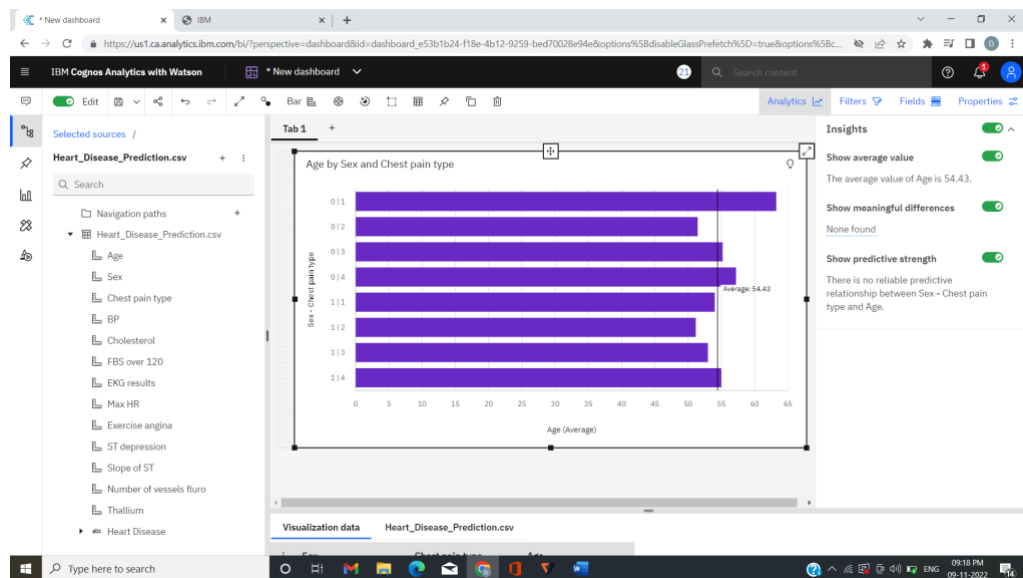 * New dashboard
IBM
https://us1.ca.analytics.ibm.com/bi/?perspective=dashboard&id=dashboard_e53b1b24-f18e-4b12-9259-bed70028e94e&options%5BdisableGlassPrefetch%5D=true&options%5Bc...
D
IBM Cognos Analytics with Watson
* New dashboard
21
Search content
1
Edit
Bar
Analytics
Filters
Fields
Properties
Selected sources /
Heart_Disease_Prediction.csv
Search
Navigation paths
Heart_Disease_Prediction.csv
Age
Sex
Chest pain type
BP
Cholesterol
FBS over 120
EKG results
Max HR
Exercise angina
ST depression
Slope of ST
Number of vessels fluro
Thallium
abc Heart Disease
Tab 1
Age by Sex and Chest pain type
Sex - Chest pain type
0|1
0|2
0|3
0|4
1|1
1|2
1|3
1|4
Average: 54.43
0 5 10 15 20 25 30 35 40 45 50 55 60 65
Age (Average)
Insights
Show average value
The average value of Age is 54.43.
Show meaningful differences
None found
Show predictive strength
There is no reliable predictive
relationship between Sex - Chest pain
type and Age.
Visualization data
Heart_Disease_Prediction.csv
Sex Chest pain type Age
Type here to search
ENG
09:18 PM
09-11-2022
14